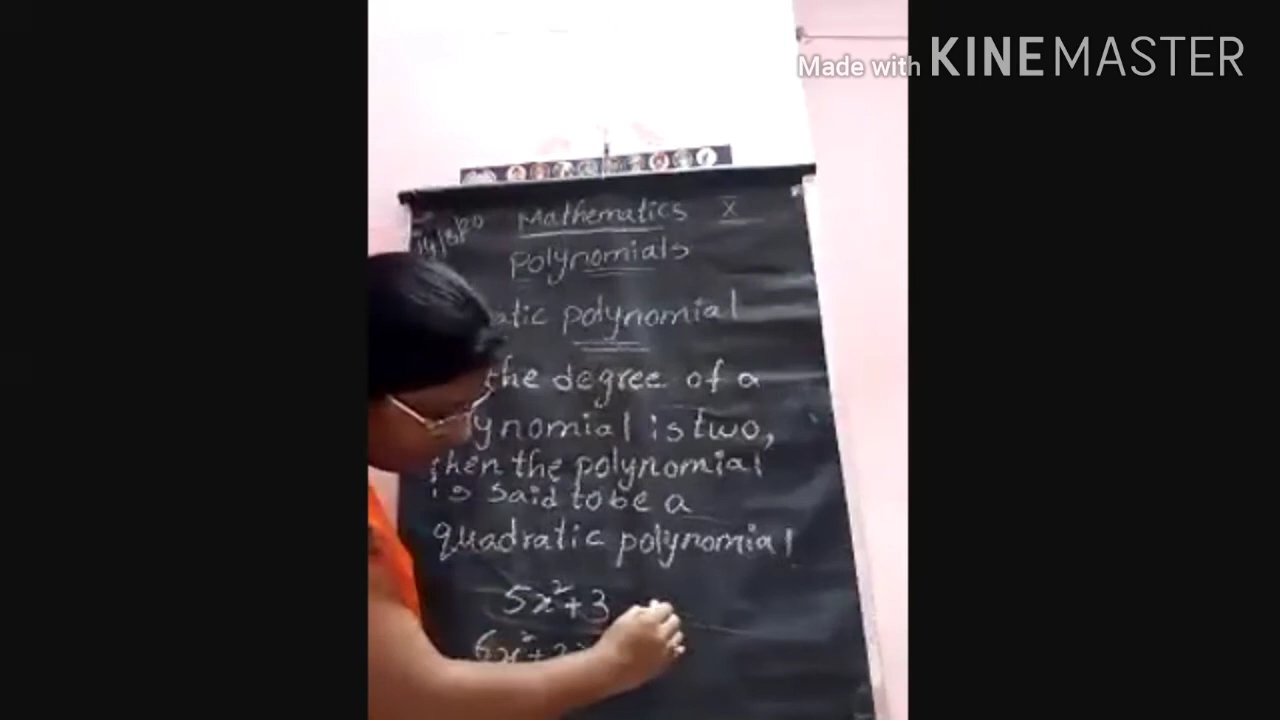 Made with KINEMASTER
Mathematics X
Polynomials
atic polynomial
the degree of a
ynomial is two,
then the polynomial
is said to be a
quadratic polynomial
5x²+3
6x²+